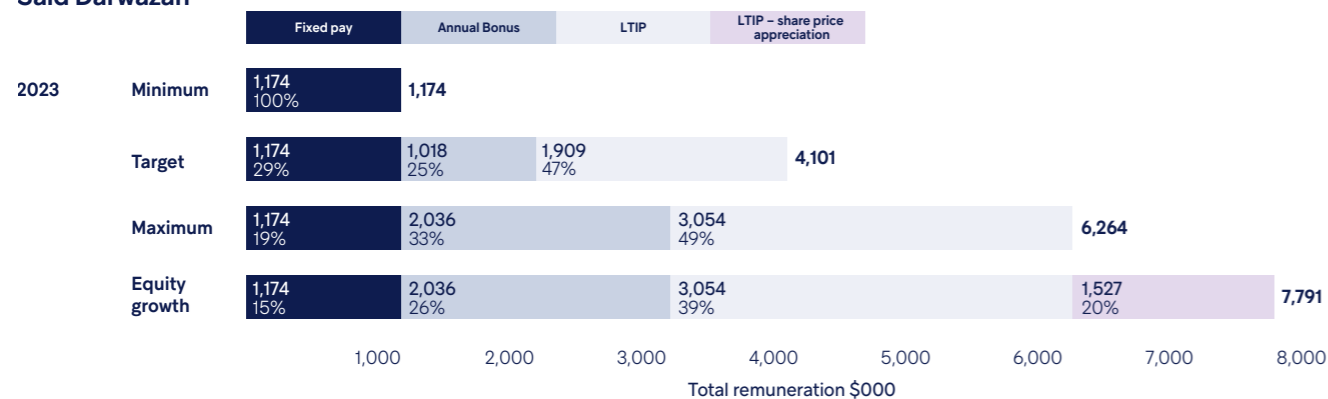 Said Darwazah
Fixed pay
Annual Bonus
LTIP
LTIP – share price
appreciation
2023
Minimum
1,174
100%
1,174
Target
1,174
29%
1,018
25%
1,909
47%
4,101
Maximum
1,174
19%
2,036
33%
3,054
49%
6,264
Equity
growth
1,174
15%
2,036
26%
3,054
39%
1,527
20%
7,791
1,000 2,000 3,000 4,000 5,000 6,000 7,000 8,000
Total remuneration $000